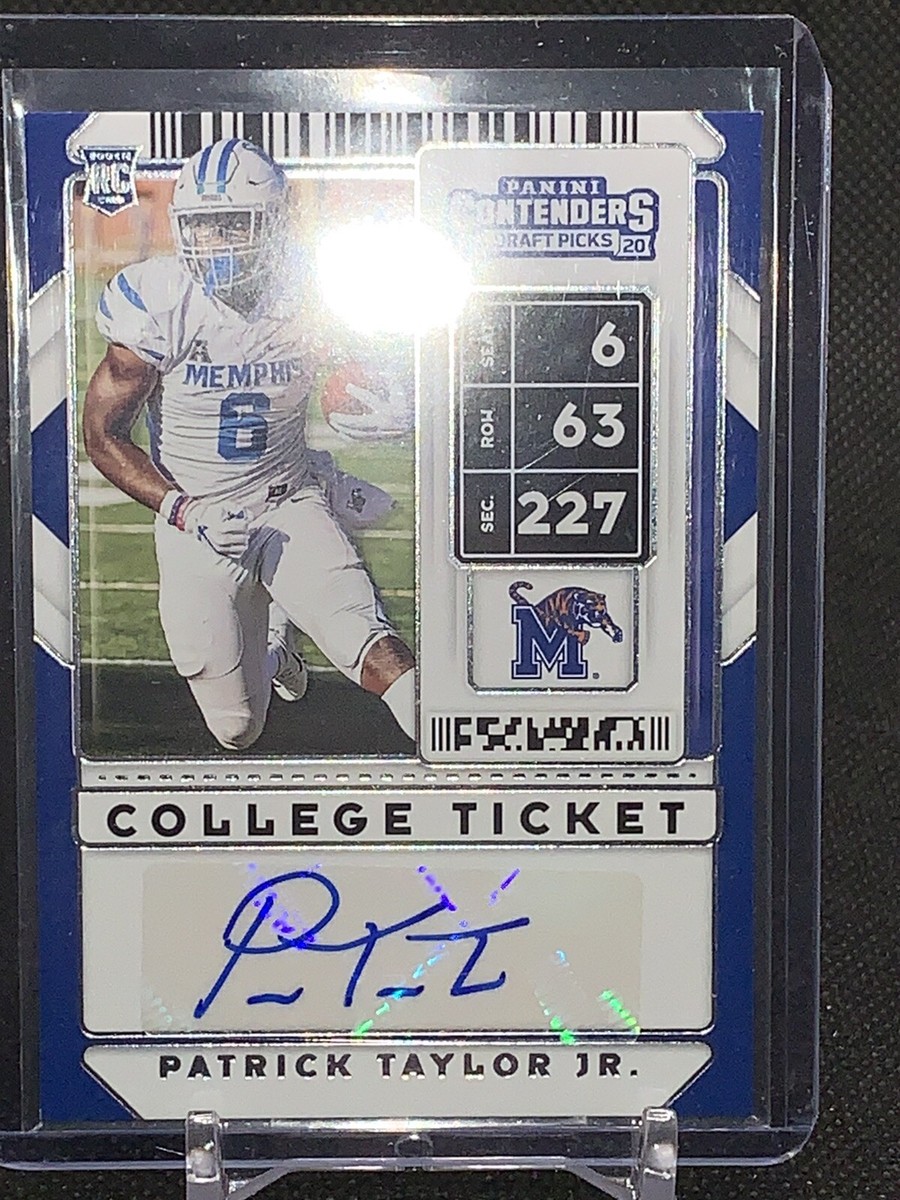 ROOKIE
RC
CARD
PANINI
CONTENDERS
DRAFT PICKS 20
SEAT 6
ROW 63
SEC. 227
MEMPHIS
6
M
COLLEGE TICKET
PATRICK TAYLOR JR.